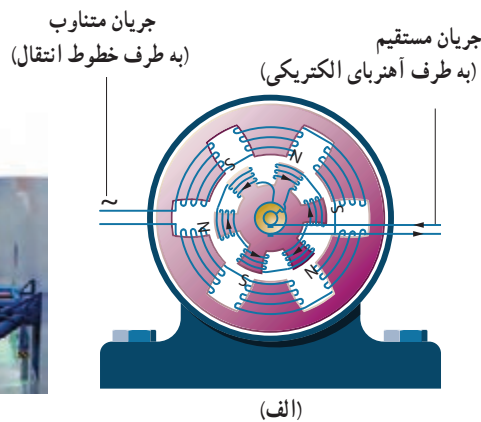 جریان مستقیم
(به طرف آهنربای الکتریکی)
جریان متناوب
(به طرف خطوط انتقال)
~
N
S
S
N
S
N
(الف)